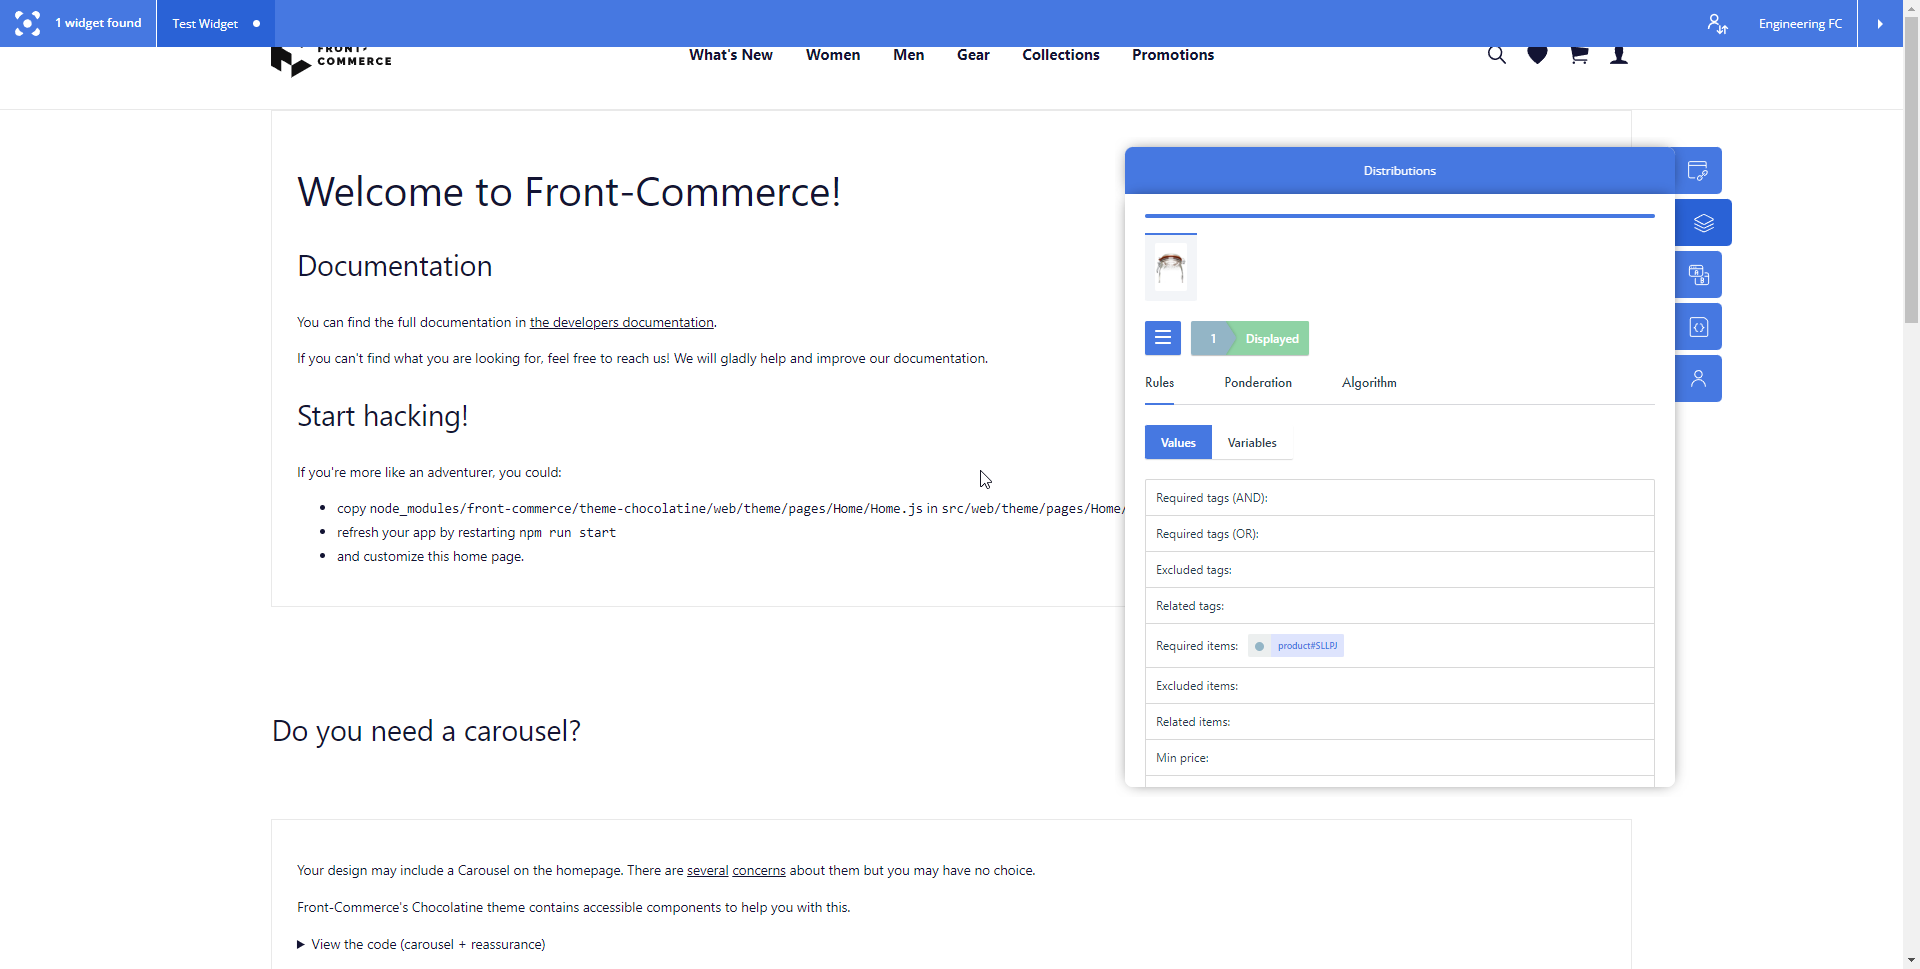 1 widget found
Test Widget
Engineering FC
FRONT-
COMMERCE
What's New
Women
Men
Gear
Collections
Promotions
Welcome to Front-Commerce!
Documentation
You can find the full documentation in the developers documentation.
If you can't find what you are looking for, feel free to reach us! We will gladly help and improve our documentation.
Start hacking!
If you're more like an adventurer, you could:
copy node_modules/front-commerce/theme-chocolatine/web/theme/pages/Home/Home.js in src/web/theme/pages/Home/
refresh your app by restarting npm run start
and customize this home page.
Distributions
1
Displayed
Rules
Ponderation
Algorithm
Values
Variables
Required tags (AND):
Required tags (OR):
Excluded tags:
Related tags:
Required items: product#SLLPJ
Excluded items:
Related items:
Min price:
Do you need a carousel?
Your design may include a Carousel on the homepage. There are several concerns about them but you may have no choice.
Front-Commerce's Chocolatine theme contains accessible components to help you with this.
View the code (carousel + reassurance)